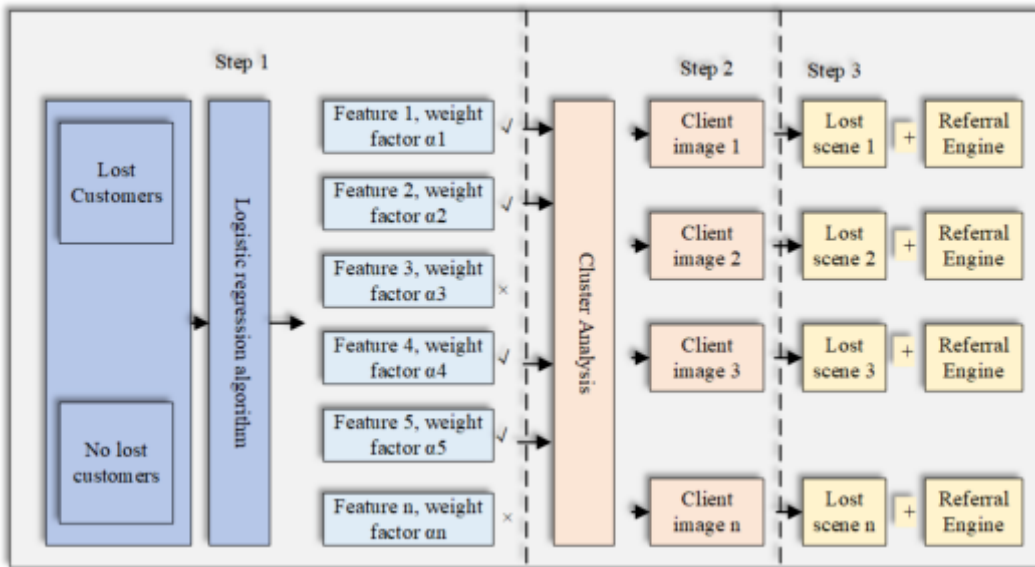 Step 1
Step 2
Step 3
Lost
Customers
No lost
customers
Logistic regression algorithm
Feature 1, weight
factor α1
√
Feature 2, weight
factor α2
√
Feature 3, weight
factor α3
×
Feature 4, weight
factor α4
√
Feature 5, weight
factor α5
√
Feature n, weight
factor αn
×
Cluster Analysis
Client
image 1
Client
image 2
Client
image 3
Client
image n
Lost
scene 1
+
Referral
Engine
Lost
scene 2
+
Referral
Engine
Lost
scene 3
+
Referral
Engine
Lost
scene n
+
Referral
Engine